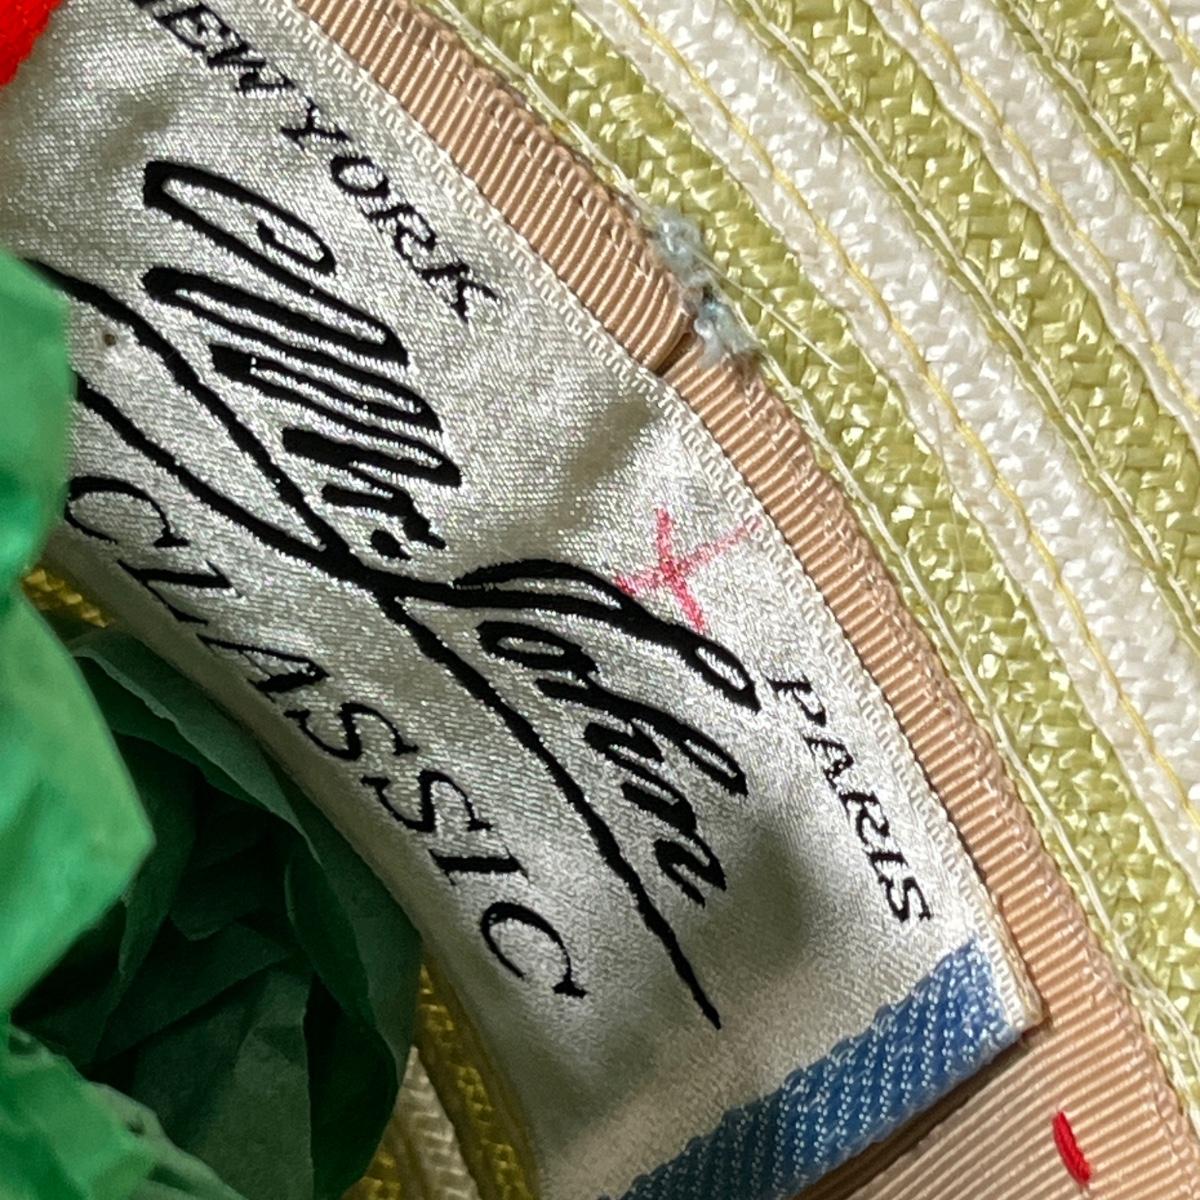 NEW YORK
PARIS
Mr. John
CLASSIC